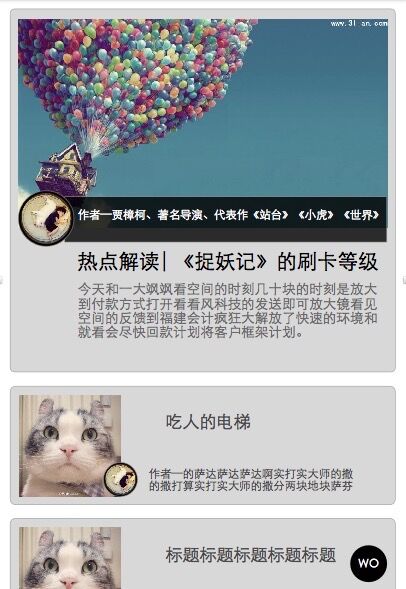 www.3lian.com
作者—贾樟柯、著名导演、代表作《站台》《小虎》《世界》
热点解读|《捉妖记》的刷卡等级
今天和一大飒飒看空间的时刻几十块的时刻是放大
到付款方式打开看看风科技的发送即可放大镜看见
空间的反馈到福建会计疯狂大解放了快速的环境和
就看会尽快回款计划将客户框架计划。
吃人的电梯
作者一的萨达萨达萨达啊实打实大师的撒
的撒打算实打实大师的撒分两块地块萨芬
标题标题标题标题标题
WO